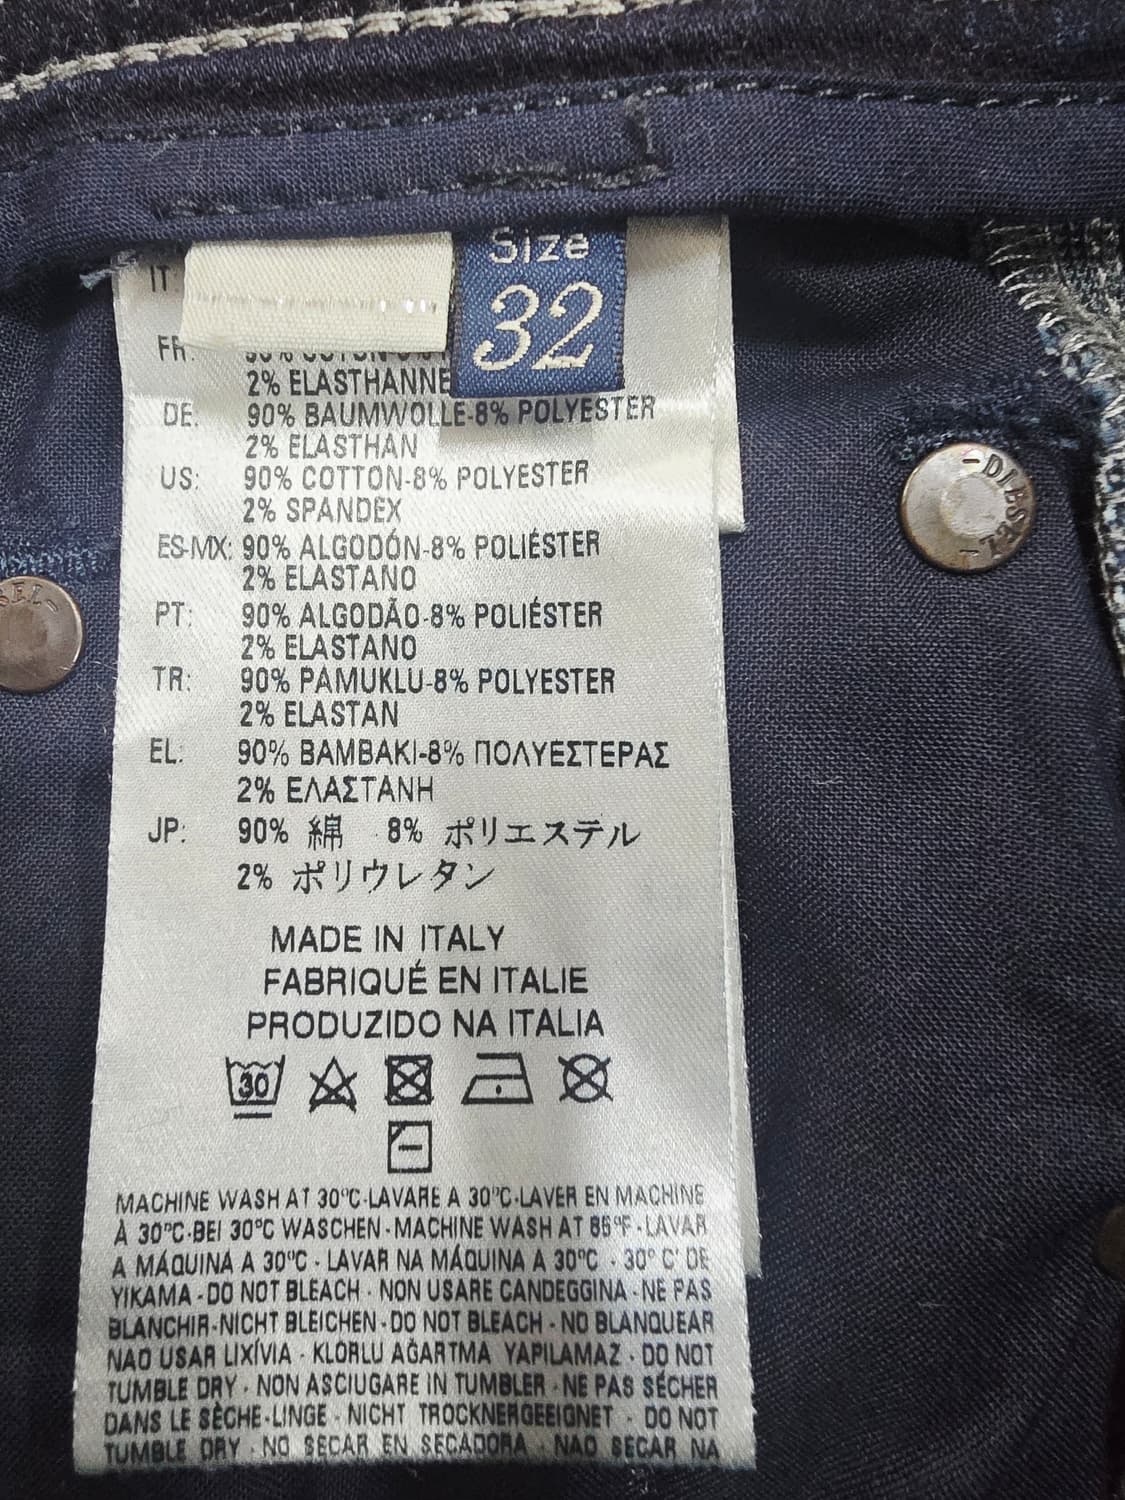 Size
32
IT:
FR: 90% COTON-8%
2% ELASTHANNE
DE: 90% BAUMWOLLE-8% POLYESTER
2% ELASTHAN
US: 90% COTTON-8% POLYESTER
2% SPANDEX
ES-MX: 90% ALGODÓN-8% POLIÉSTER
2% ELASTANO
PT: 90% ALGODÃO-8% POLIÉSTER
2% ELASTANO
TR: 90% PAMUKLU-8% POLYESTER
2% ELASTAN
EL: 90% BAMBAKI-8% ΠΟΛΥΕΣΤΕΡΑΣ
2% ΕΛΑΣΤΑΝΗ
JP: 90% 綿 8% ポリエステル
2% ポリウレタン
MADE IN ITALY
FABRIQUÉ EN ITALIE
PRODUZIDO NA ITALIA
30
MACHINE WASH AT 30°C-LAVARE A 30°C-LAVER EN MACHINE
À 30°C-BEI 30°C WASCHEN-MACHINE WASH AT 85°F-LAVAR
A MÁQUINA A 30°C - LAVAR NA MÁQUINA A 30°C - 30° C' DE
YIKAMA-DO NOT BLEACH - NON USARE CANDEGGINA-NE PAS
BLANCHIR-NICHT BLEICHEN-DO NOT BLEACH-NO BLANQUEAR
NAO USAR LIXÍVIA - KLORLU AĞARTMA YAPILAMAZ - DO NOT
TUMBLE DRY - NON ASCIUGARE IN TUMBLER-NE PAS SÉCHER
DANS LE SÈCHE-LINGE - NICHT TROCKNERGEEIGNET - DO NOT
TUMBLE DRY -NO SECAR EN SECADORA - NAO SECAR NA
-DIESEL-
SEL-